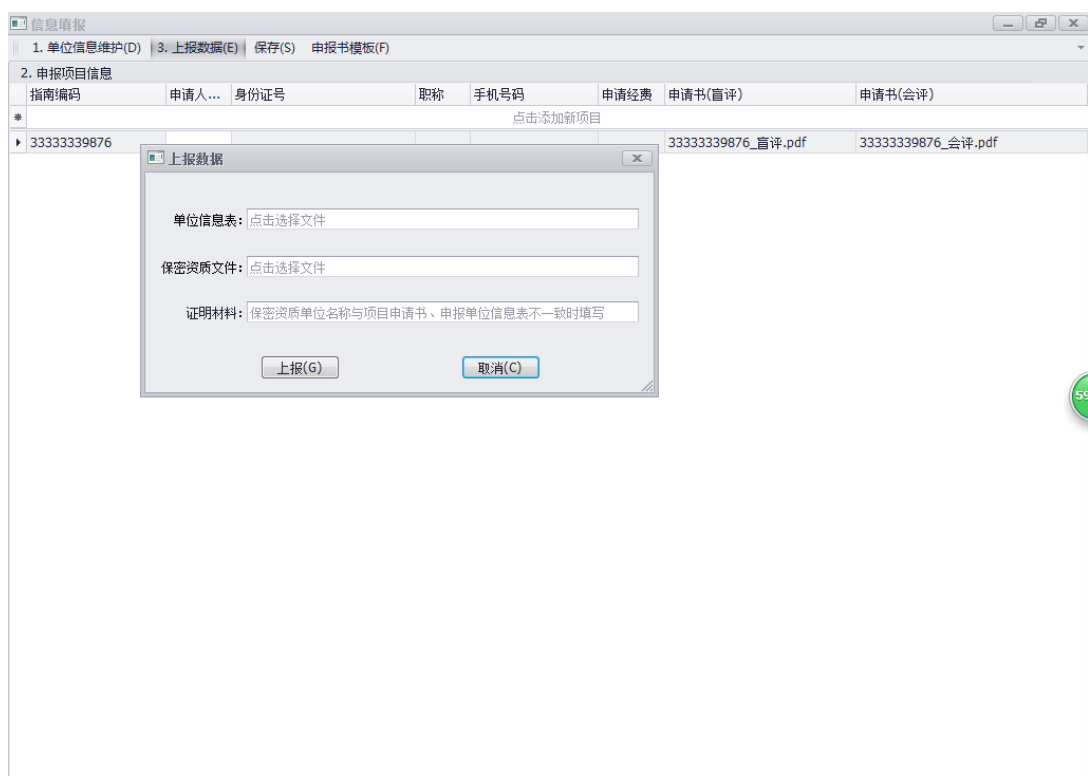 信息填报
1. 单位信息维护(D) 3. 上报数据(E) 保存(S) 申报书模板(F)
2. 申报项目信息
指南编码 申请人... 身份证号 职称 手机号码 申请经费 申请书(盲评) 申请书(会评)
点击添加新项目
33333339876 33333339876_盲评.pdf 33333339876_会评.pdf
上报数据
单位信息表: 点击选择文件
保密资质文件: 点击选择文件
证明材料: 保密资质单位名称与项目申请书、申报单位信息表不一致时填写
上报(G) 取消(C)